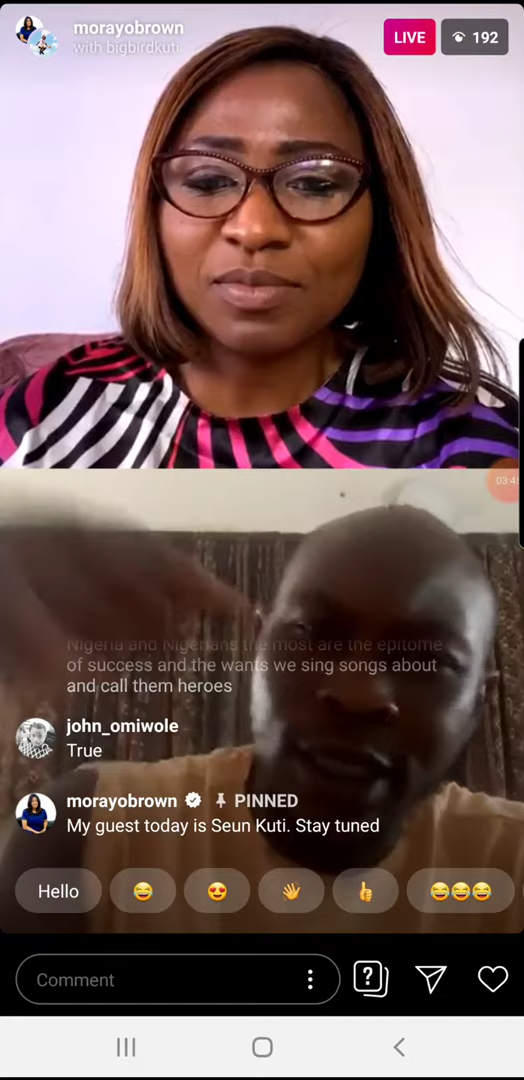 morayobrown
with bigbirdkuti
LIVE
192
03:4
Nigeria and Nigerians the most are the epitome
of success and the wants we sing songs about
and call them heroes
john_omiwole
True
morayobrown PINNED
My guest today is Seun Kuti. Stay tuned
Hello
Comment